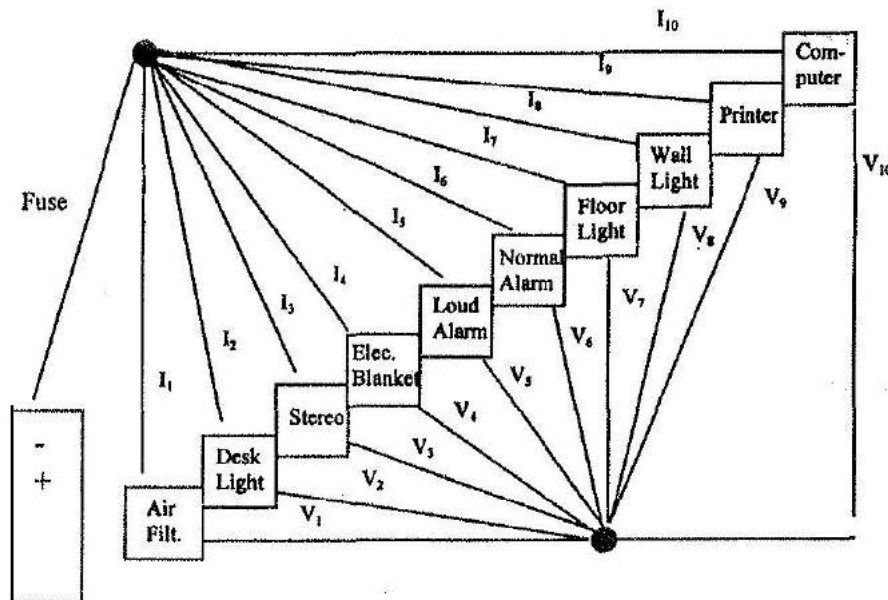 I₁₀
Com-
puter
I₉
I₈
Printer
I₇
Wall
Light
V₁₀
Fuse
I₆
Floor
Light
V₉
I₅
Normal
Alarm
V₈
I₄
Loud
Alarm
V₇
I₃
Elec.
Blanket
V₆
I₂
Stereo
V₅
I₁
V₄
-
+
Desk
Light
V₃
V₂
Air
Filt.
V₁